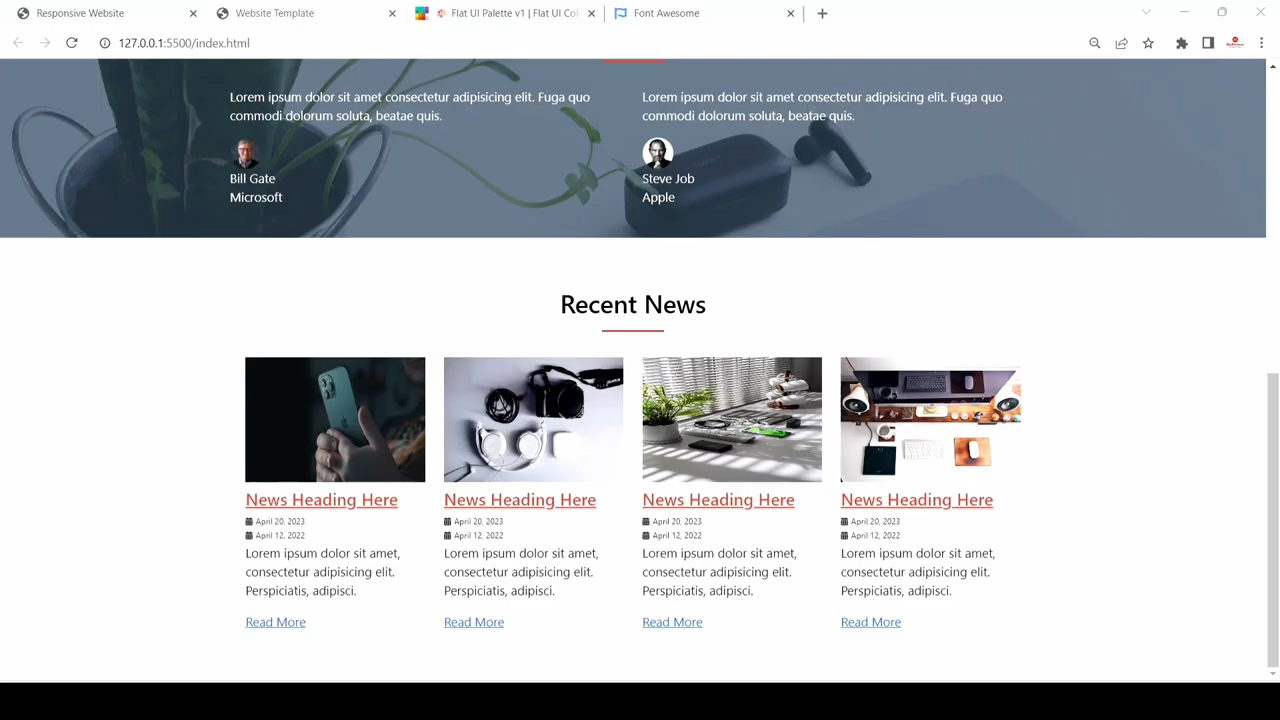 Responsive Website
Website Template
Flat UI Palette v1 | Flat UI Col
Font Awesome
127.0.0.1:5500/index.html
Lorem ipsum dolor sit amet consectetur adipisicing elit. Fuga quo
commodi dolorum soluta, beatae quis.
Bill Gate
Microsoft
Lorem ipsum dolor sit amet consectetur adipisicing elit. Fuga quo
commodi dolorum soluta, beatae quis.
Steve Job
Apple
Recent News
News Heading Here
April 20, 2023
April 12, 2022
Lorem ipsum dolor sit amet,
consectetur adipisicing elit.
Perspiciatis, adipisci.
Read More
News Heading Here
April 20, 2023
April 12, 2022
Lorem ipsum dolor sit amet,
consectetur adipisicing elit.
Perspiciatis, adipisci.
Read More
News Heading Here
April 20, 2023
April 12, 2022
Lorem ipsum dolor sit amet,
consectetur adipisicing elit.
Perspiciatis, adipisci.
Read More
News Heading Here
April 20, 2023
April 12, 2022
Lorem ipsum dolor sit amet,
consectetur adipisicing elit.
Perspiciatis, adipisci.
Read More